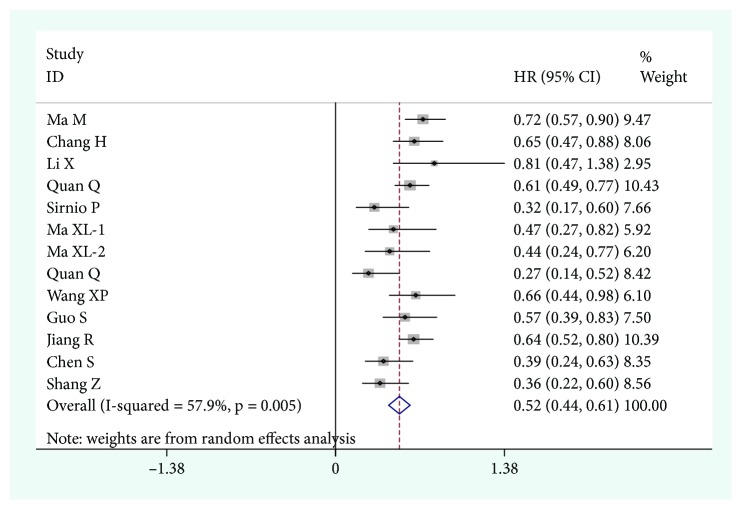 Study %
ID HR (95% CI) Weight
Ma M 0.72 (0.57, 0.90) 9.47
Chang H 0.65 (0.47, 0.88) 8.06
Li X 0.81 (0.47, 1.38) 2.95
Quan Q 0.61 (0.49, 0.77) 10.43
Sirnio P 0.32 (0.17, 0.60) 7.66
Ma XL-1 0.47 (0.27, 0.82) 5.92
Ma XL-2 0.44 (0.24, 0.77) 6.20
Quan Q 0.27 (0.14, 0.52) 8.42
Wang XP 0.66 (0.44, 0.98) 6.10
Guo S 0.57 (0.39, 0.83) 7.50
Jiang R 0.64 (0.52, 0.80) 10.39
Chen S 0.39 (0.24, 0.63) 8.35
Shang Z 0.36 (0.22, 0.60) 8.56
Overall (I-squared = 57.9%, p = 0.005) 0.52 (0.44, 0.61) 100.00
Note: weights are from random effects analysis
–1.38 0 1.38